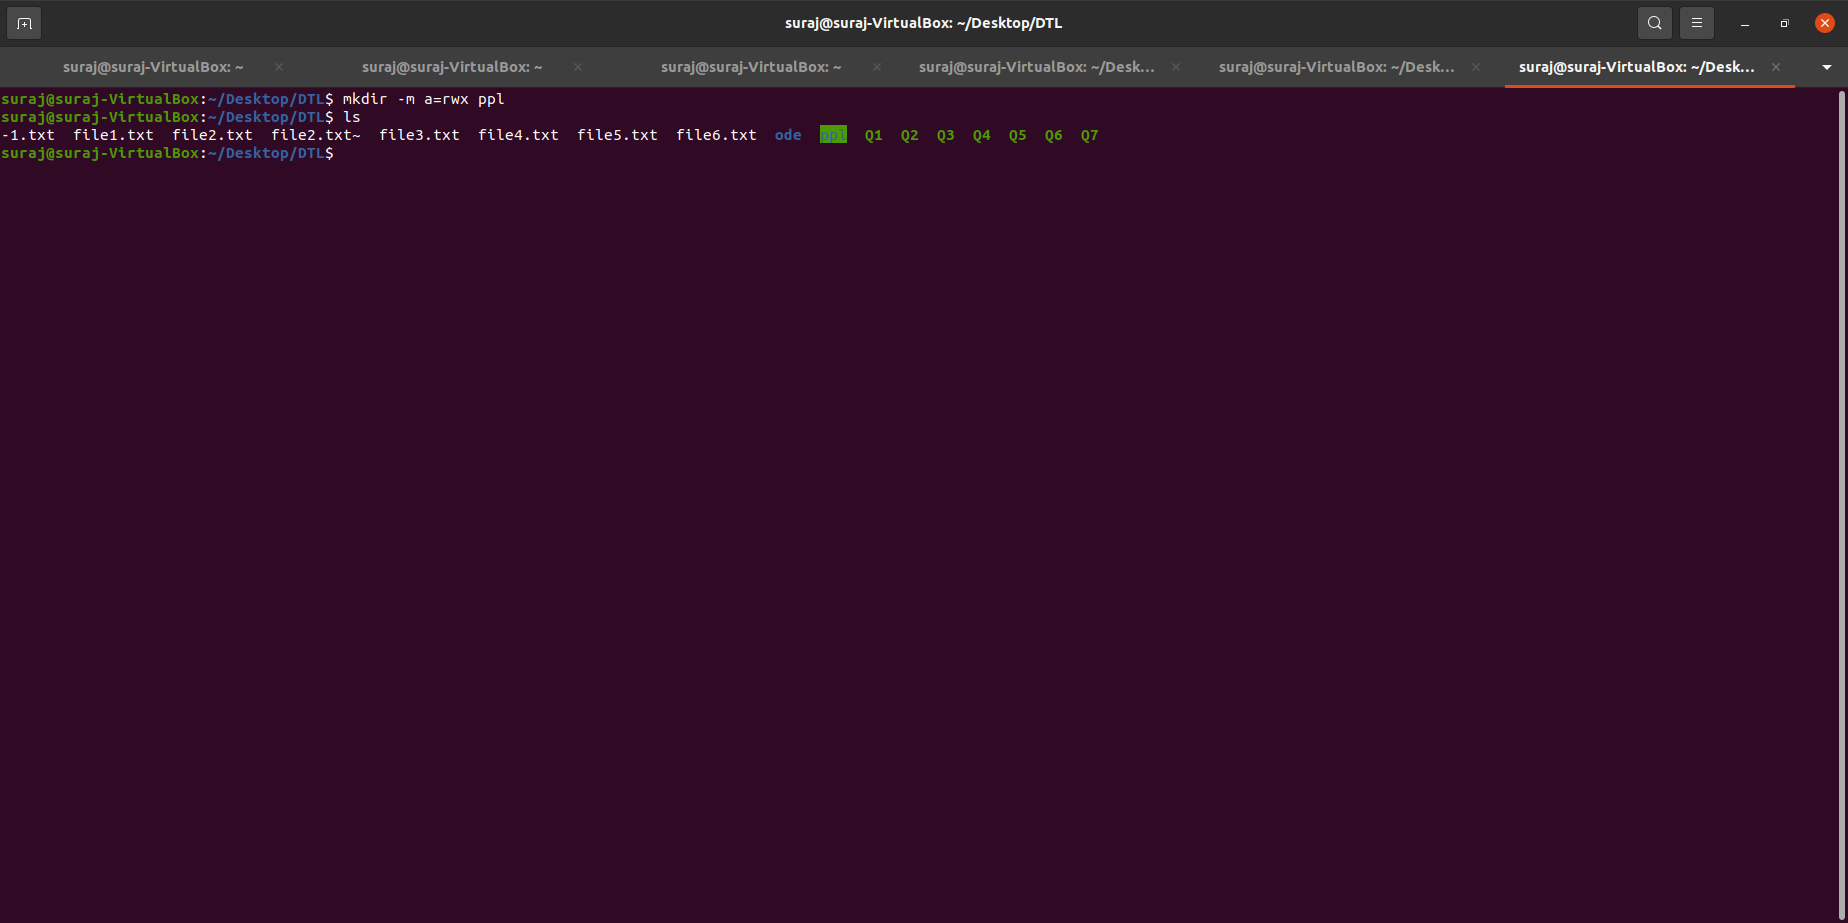 suraj@suraj-VirtualBox: ~/Desktop/DTL
suraj@suraj-VirtualBox: ~ suraj@suraj-VirtualBox: ~ suraj@suraj-VirtualBox: ~ suraj@suraj-VirtualBox: ~/Desk... suraj@suraj-VirtualBox: ~/Desk... suraj@suraj-VirtualBox: ~/Desk...
suraj@suraj-VirtualBox:~/Desktop/DTL$ mkdir -m a=rwx ppl
suraj@suraj-VirtualBox:~/Desktop/DTL$ ls
-1.txt  file1.txt  file2.txt  file2.txt~  file3.txt  file4.txt  file5.txt  file6.txt  ode  ppl  Q1  Q2  Q3  Q4  Q5  Q6  Q7
suraj@suraj-VirtualBox:~/Desktop/DTL$